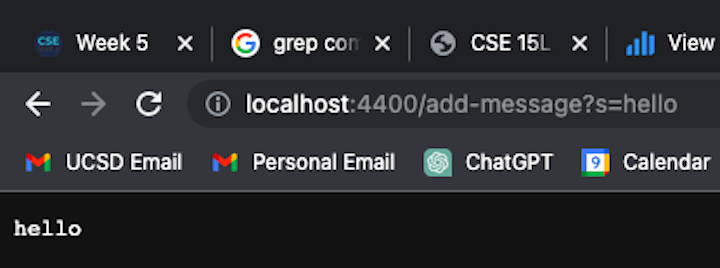 CSE Week 5 grep com CSE 15L View
localhost:4400/add-message?s=hello
UCSD Email Personal Email ChatGPT 9 Calendar
hello